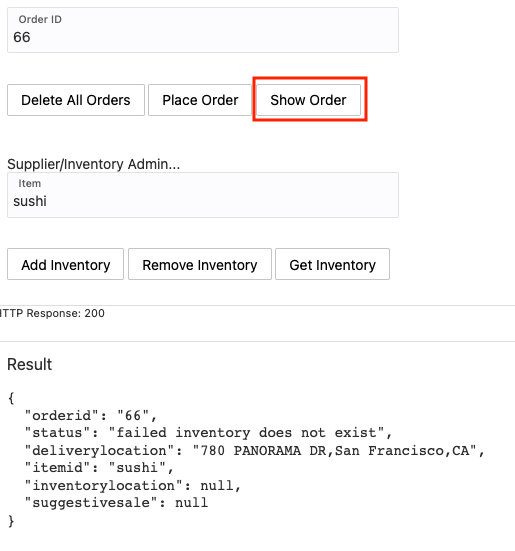 Order ID
66
Delete All Orders Place Order Show Order
Supplier/Inventory Admin...
Item
sushi
Add Inventory Remove Inventory Get Inventory
HTTP Response: 200
Result
{
  "orderid": "66",
  "status": "failed inventory does not exist",
  "deliverylocation": "780 PANORAMA DR,San Francisco,CA",
  "itemid": "sushi",
  "inventorylocation": null,
  "suggestivesale": null
}